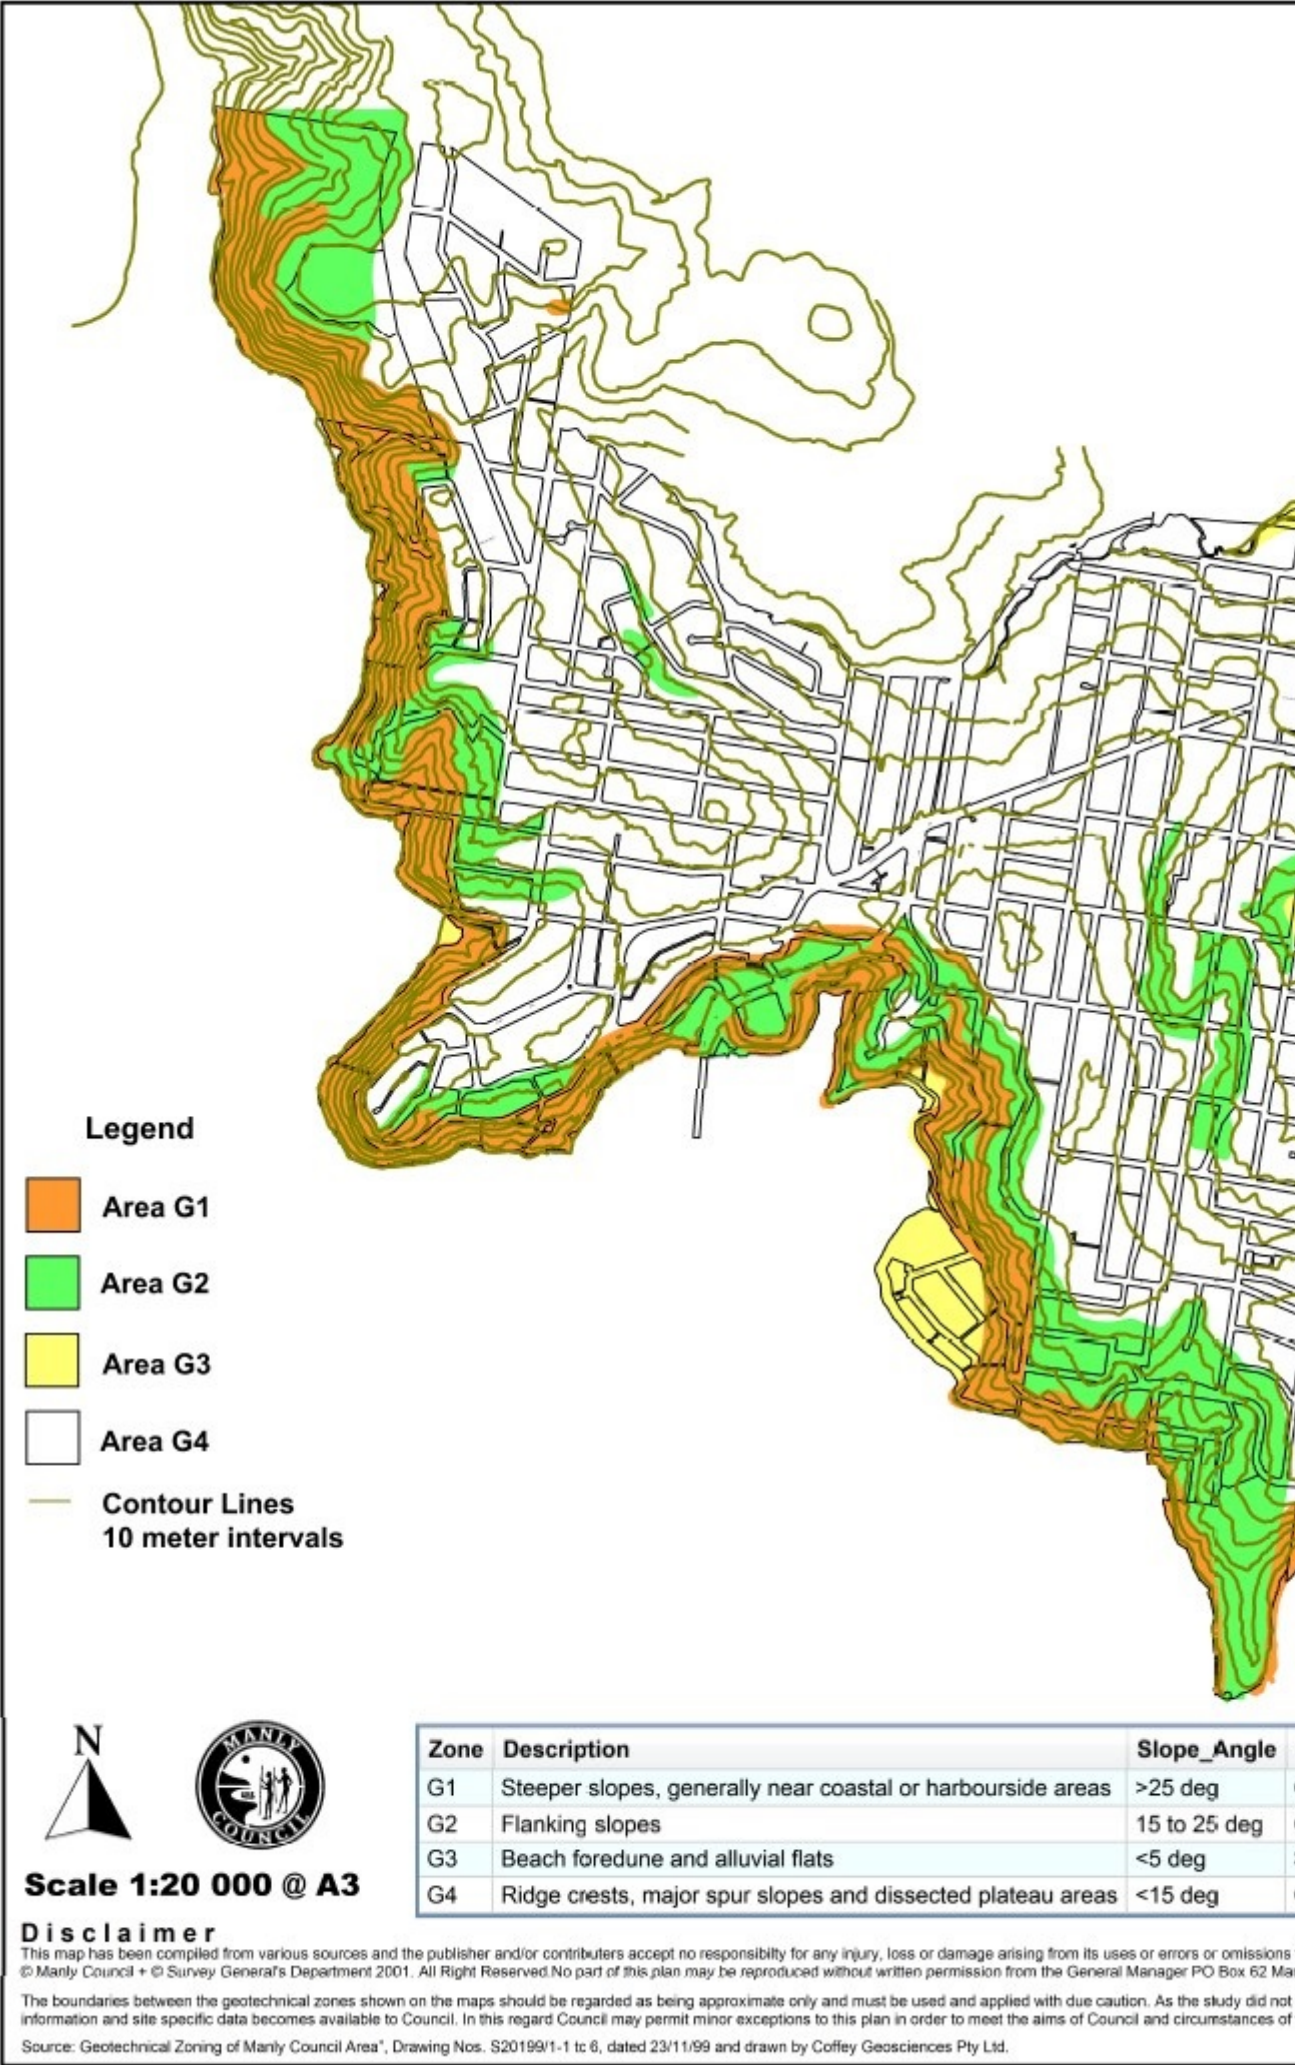 Legend
Area G1
Area G2
Area G3
Area G4
Contour Lines
10 meter intervals
N
MANLY
COUNCIL
Scale 1:20 000 @ A3
Zone Description Slope_Angle
G1 Steeper slopes, generally near coastal or harbourside areas >25 deg
G2 Flanking slopes 15 to 25 deg
G3 Beach foredune and alluvial flats <5 deg
G4 Ridge crests, major spur slopes and dissected plateau areas <15 deg
Disclaimer
This map has been compiled from various sources and the publisher and/or contributers accept no responsibilty for any injury, loss or damage arising from its uses or errors or omissions
© Manly Council + © Survey General's Department 2001. All Right Reserved.No part of this plan may be reproduced without written permission from the General Manager PO Box 62
The boundaries between the geotechnical zones shown on the maps should be regarded as being approximate only and must be used and applied with due caution. As the study did not
information and site specific data becomes available to Council. In this regard Council may permit minor exceptions to this plan in order to meet the aims of Council and circumstances of
Source: Geotechnical Zoning of Manly Council Area", Drawing Nos. S20199/1-1 to 6, dated 23/11/99 and drawn by Coffey Geosciences Pty Ltd.